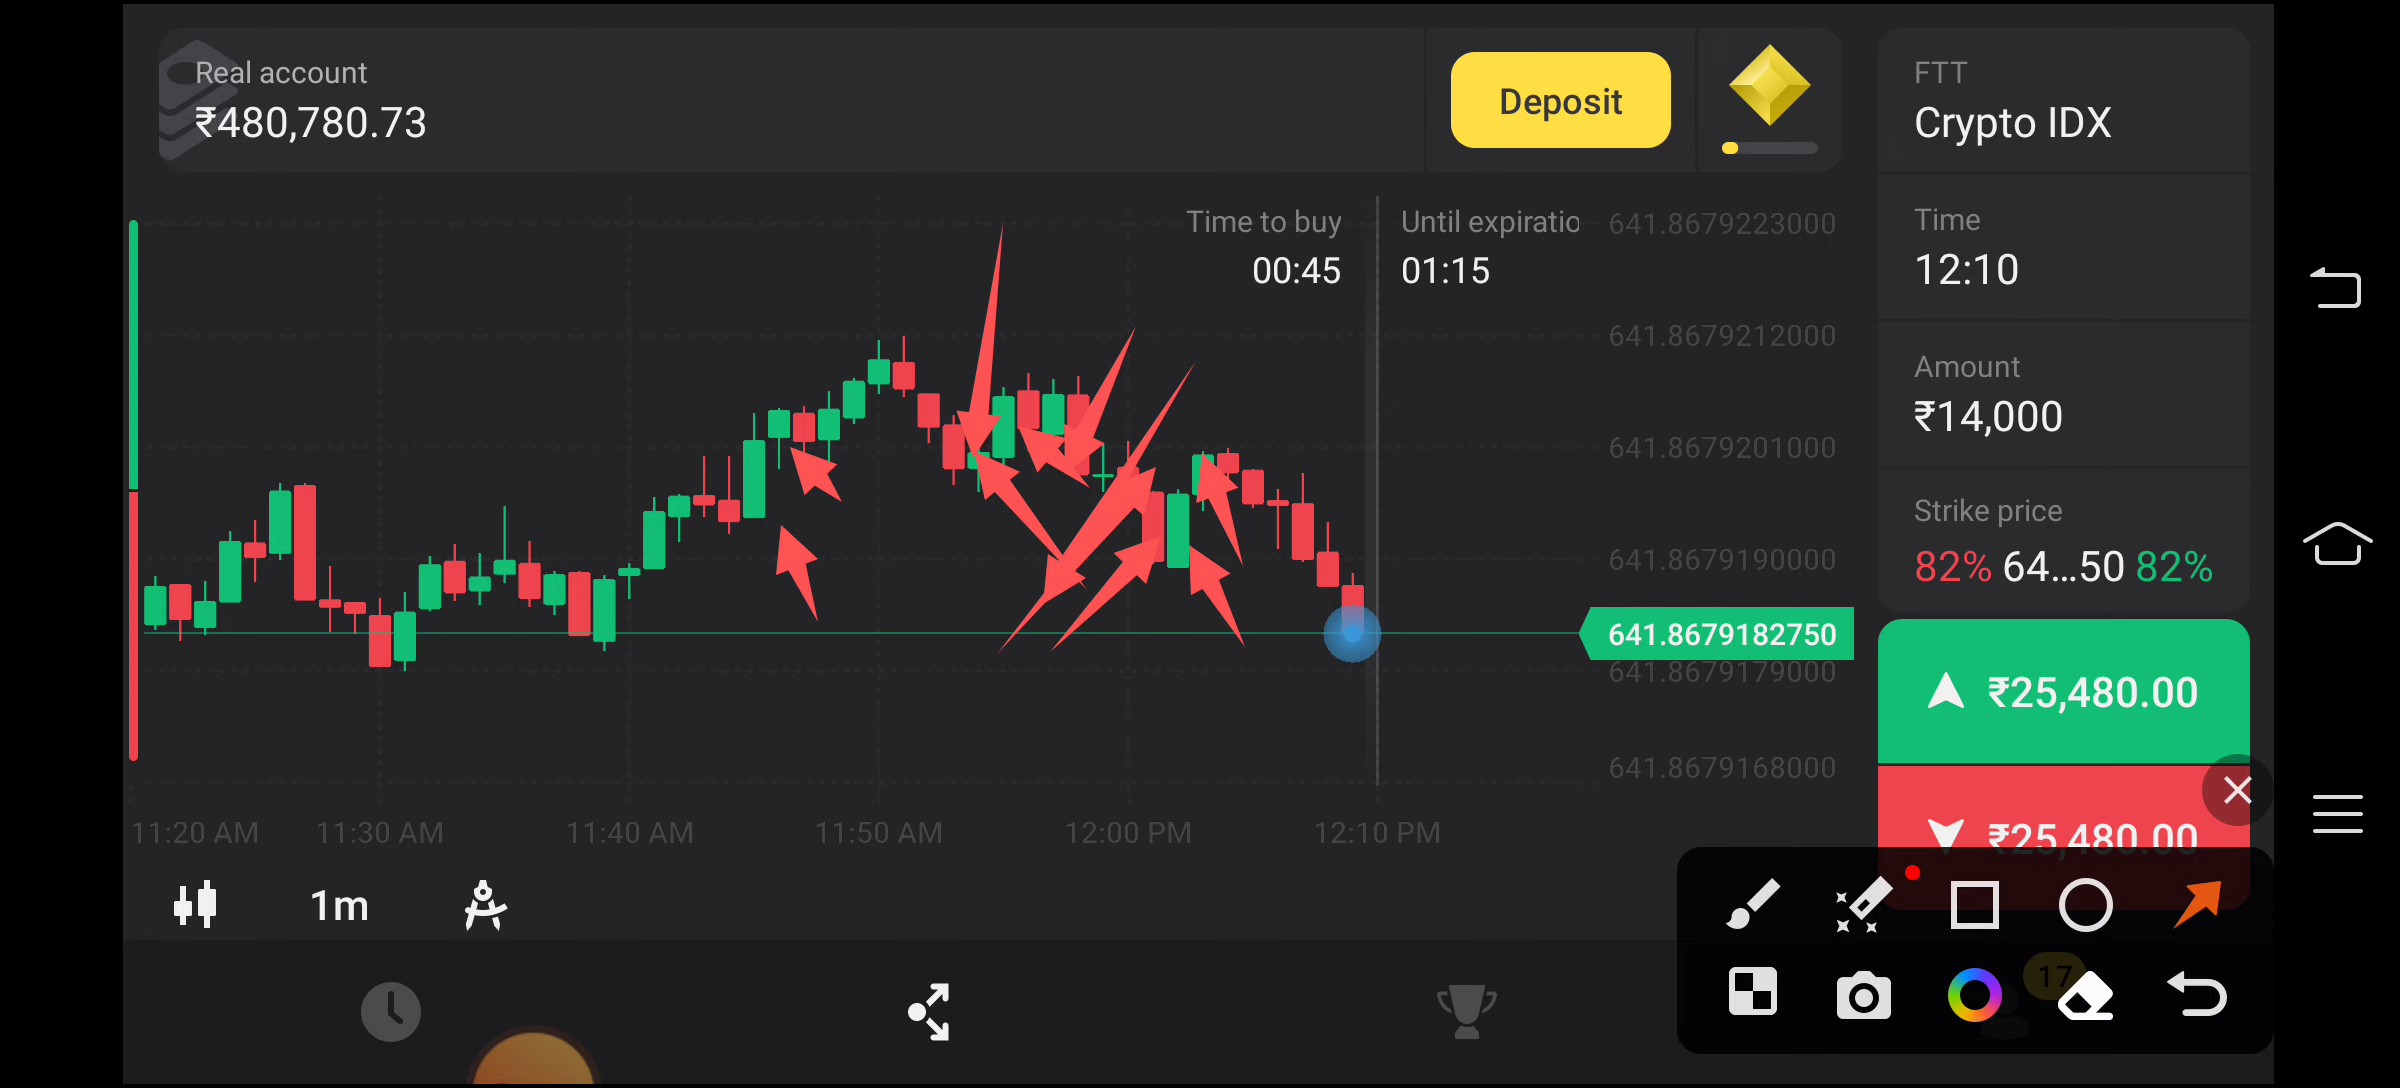 Real account
₹480,780.73
Deposit
FTT
Crypto IDX
Time to buy
00:45
Until expiratio
01:15
641.8679223000
641.8679212000
641.8679201000
641.8679190000
641.8679182750
641.8679179000
641.8679168000
Time
12:10
Amount
₹14,000
Strike price
82% 64...50 82%
₹25,480.00
₹25,480.00
11:20 AM
11:30 AM
11:40 AM
11:50 AM
12:00 PM
12:10 PM
1m
17